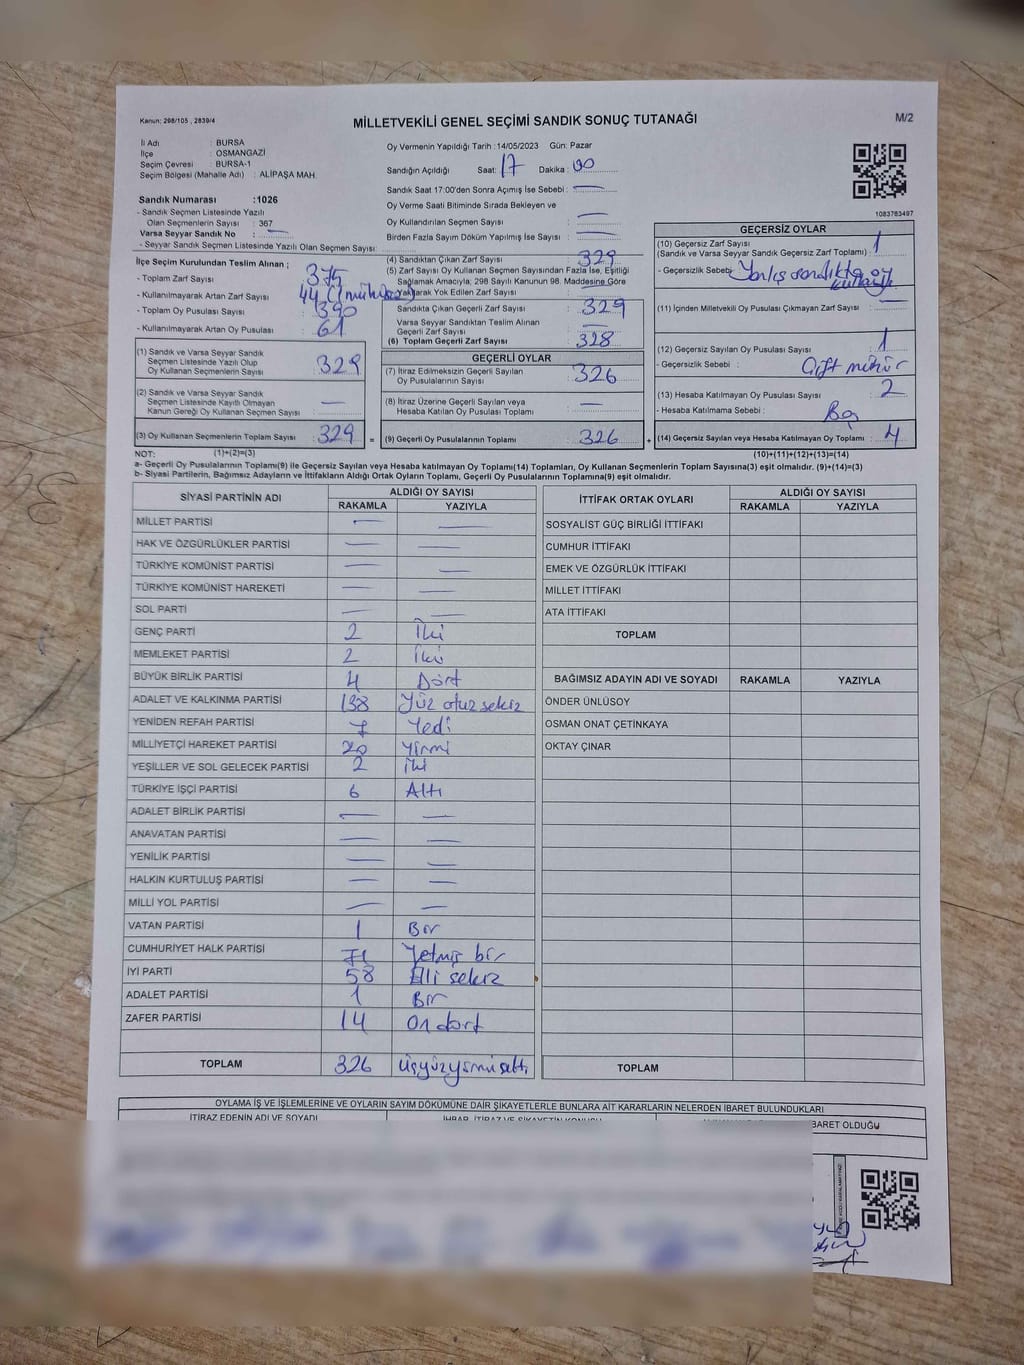 Kanun: 298/105 , 2839/4
MİLLETVEKİLİ GENEL SEÇİMİ SANDIK SONUÇ TUTANAĞI
M/2
İl Adı : BURSA
İlçe : OSMANGAZİ
Seçim Çevresi : BURSA-1
Seçim Bölgesi (Mahalle Adı) : ALİPAŞA MAH.
Sandık Numarası :1026
- Sandık Seçmen Listesinde Yazılı
Olan Seçmenlerin Sayısı : 367
Varsa Seyyar Sandık No : —
- Seyyar Sandık Seçmen Listesinde Yazılı Olan Seçmen Sayısı:
Oy Vermenin Yapıldığı Tarih :14/05/2023 Gün: Pazar
Sandığın Açıldığı Saat: 17 Dakika : 00
Sandık Saat 17:00'den Sonra Açımış İse Sebebi : —
Oy Verme Saati Bitiminde Sırada Bekleyen ve
Oy Kullandırılan Seçmen Sayısı : —
Birden Fazla Sayım Döküm Yapılmış İse Sayısı : —
1083783497
İlçe Seçim Kurulundan Teslim Alınan ;
- Toplam Zarf Sayısı : 375
- Kullanılmayarak Artan Zarf Sayısı : 44
- Toplam Oy Pusulası Sayısı : 390
- Kullanılmayarak Artan Oy Pusulası : 61
(1) Sandık ve Varsa Seyyar Sandık
Seçmen Listesinde Yazılı Olup
Oy Kullanan Seçmenlerin Sayısı : 329
(2) Sandık ve Varsa Seyyar Sandık
Seçmen Listesinde Kayıtlı Olmayan
Kanun Gereği Oy Kullanan Seçmen Sayısı : —
(3) Oy Kullanan Seçmenlerin Toplam Sayısı : 329 =
(4) Sandıktan Çıkan Zarf Sayısı : 329
(5) Zarf Sayısı Oy Kullanan Seçmen Sayısından Fazla İse, Eşitliği
Sağlamak Amacıyla; 298 Sayılı Kanunun 98. Maddesine Göre
Yakılarak Yok Edilen Zarf Sayısı : —
Sandıkta Çıkan Geçerli Zarf Sayısı : 329
Varsa Seyyar Sandıktan Teslim Alınan
Geçerli Zarf Sayısı : —
(6) Toplam Geçerli Zarf Sayısı : 328
GEÇERLİ OYLAR
(7) İtiraz Edilmeksizin Geçerli Sayılan
Oy Pusulalarının Sayısı : 326
(8) İtiraz Üzerine Geçerli Sayılan veya
Hesaba Katılan Oy Pusulası Toplamı : —
(9) Geçerli Oy Pusulalarının Toplamı : 326 +
GEÇERSİZ OYLAR
(10) Geçersiz Zarf Sayısı : 1
(Sandık ve Varsa Seyyar Sandık Geçersiz Zarf Toplamı)
- Geçersizlik Sebebi : Yanlış sandıkta oy
(11) İçinden Milletvekili Oy Pusulası Çıkmayan Zarf Sayısı : —
(12) Geçersiz Sayılan Oy Pusulası Sayısı : 1
- Geçersizlik Sebebi : Çift mühür
(13) Hesaba Katılmayan Oy Pusulası Sayısı : 2
- Hesaba Katılmama Sebebi : Boş
(14) Geçersiz Sayılan veya Hesaba Katılmayan Oy Toplamı : 4
NOT: (1)+(2)=(3) (10)+(11)+(12)+(13)=(14)
a- Geçerli Oy Pusulalarının Toplamı(9) ile Geçersiz Sayılan veya Hesaba katılmayan Oy Toplamı(14) Toplamları, Oy Kullanan Seçmenlerin Toplam Sayısına(3) eşit olmalıdır. (9)+(14)=(3)
b- Siyasi Partilerin, Bağımsız Adayların ve İttifakların Aldığı Ortak Oyların Toplamı, Geçerli Oy Pusulalarının Toplamına(9) eşit olmalıdır.
SİYASİ PARTİNİN ADI ALDIĞI OY SAYISI
RAKAMLA YAZIYLA
MİLLET PARTİSİ — —
HAK VE ÖZGÜRLÜKLER PARTİSİ — —
TÜRKİYE KOMÜNİST PARTİSİ — —
TÜRKİYE KOMÜNİST HAREKETİ — —
SOL PARTİ — —
GENÇ PARTİ 2 İki
MEMLEKET PARTİSİ 2 İki
BÜYÜK BİRLİK PARTİSİ 4 Dört
ADALET VE KALKINMA PARTİSİ 138 Yüz otuz sekiz
YENİDEN REFAH PARTİSİ 7 Yedi
MİLLİYETÇİ HAREKET PARTİSİ 20 Yirmi
YEŞİLLER VE SOL GELECEK PARTİSİ 2 İki
TÜRKİYE İŞÇİ PARTİSİ 6 Altı
ADALET BİRLİK PARTİSİ — —
ANAVATAN PARTİSİ — —
YENİLİK PARTİSİ — —
HALKIN KURTULUŞ PARTİSİ — —
MİLLİ YOL PARTİSİ — —
VATAN PARTİSİ 1 Bir
CUMHURİYET HALK PARTİSİ 71 Yetmiş bir
İYİ PARTİ 58 Elli sekiz
ADALET PARTİSİ 1 Bir
ZAFER PARTİSİ 14 On dört
TOPLAM 326 Üçyüzyirmialtı
İTTİFAK ORTAK OYLARI ALDIĞI OY SAYISI
RAKAMLA YAZIYLA
SOSYALİST GÜÇ BİRLİĞİ İTTİFAKI
CUMHUR İTTİFAKI
EMEK VE ÖZGÜRLÜK İTTİFAKI
MİLLET İTTİFAKI
ATA İTTİFAKI
TOPLAM
BAĞIMSIZ ADAYIN ADI VE SOYADI RAKAMLA YAZIYLA
ÖNDER ÜNLÜSOY
OSMAN ONAT ÇETİNKAYA
OKTAY ÇINAR
TOPLAM
OYLAMA İŞ VE İŞLEMLERİNE VE OYLARIN SAYIM DÖKÜMÜNE DAİR ŞİKAYETLERLE BUNLARA AİT KARARLARIN NELERDEN İBARET BULUNDUKLARI
İTİRAZ EDENİN ADI VE SOYADI İHBAR, İTİRAZ VE ŞİKAYETİN KONUSU İBARET OLDUĞU